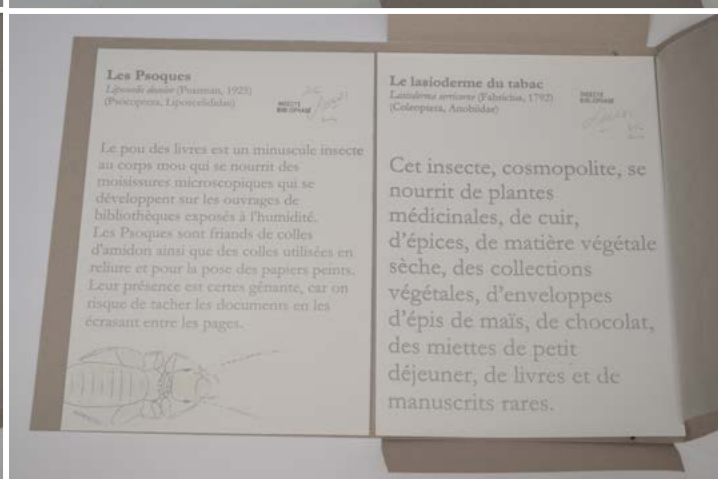 Les Psoques
(Psocoptera, Liposcelididae)
INSECTE
BIBLIOPHAGE
Le pou des livres est un minuscule insecte
au corps mou qui se nourrit des
moisissures microscopiques qui se
développent sur les ouvrages de
bibliothèques exposés à l'humidité.
Les Psoques sont friands de colles
d'amidon ainsi que des colles utilisées en
reliure et pour la pose des papiers peints.
Leur présence est certes gênante, car on
risque de tacher les documents en les
écrasant entre les pages.
Le lasioderme du tabac
Lasioderma serricorne (Fabricius, 1792)
(Coleoptera, Anobiidae)
INSECTE
BIBLIOPHAGE
Cet insecte, cosmopolite, se
nourrit de plantes
médicinales, de cuir,
d'épices, de matière végétale
sèche, des collections
végétales, d'enveloppes
d'épis de maïs, de chocolat,
des miettes de petit
déjeuner, de livres et de
manuscrits rares.